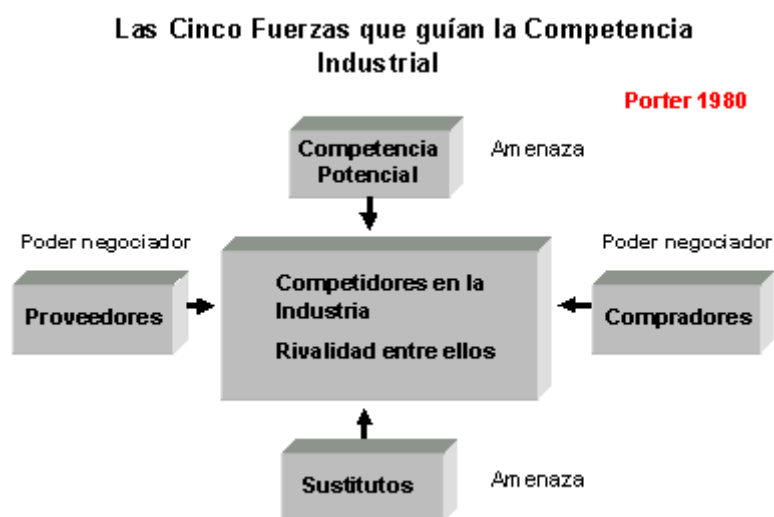 Las Cinco Fuerzas que guían la Competencia
Industrial
Porter 1980
Competencia
Potencial
Amenaza
Poder negociador
Poder negociador
Proveedores
Competidores en la
Industria
Rivalidad entre ellos
Compradores
Sustitutos
Amenaza